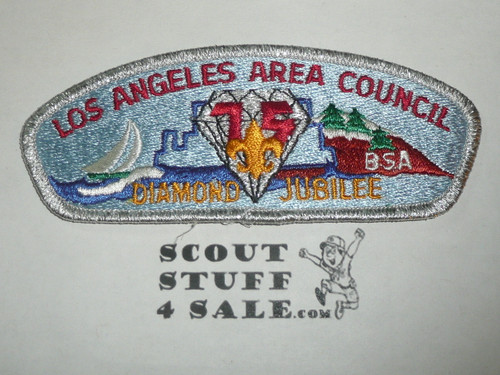 LOS ANGELES AREA COUNCIL
75
BSA
DIAMOND JUBILEE
SCOUT
STUFF
4 SALE.COM